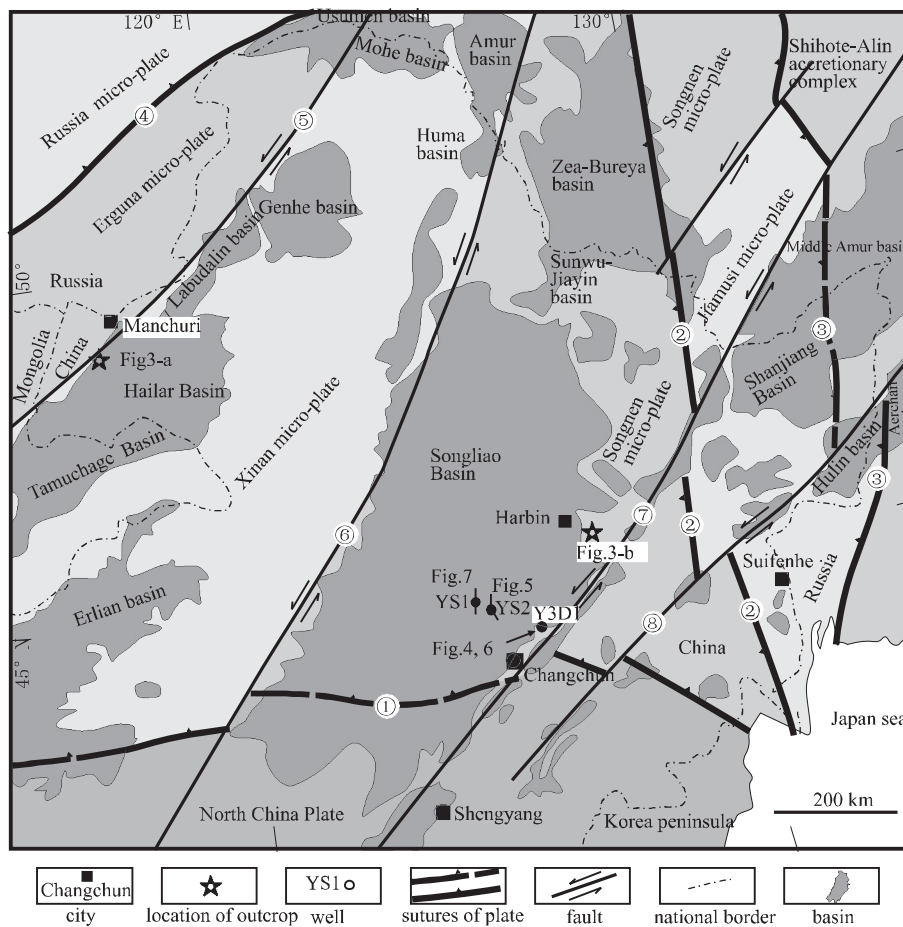 120° E
130°
Usumen basin
Mohe basin
Amur
basin
Shihote-Alin
accretionary
complex
Russia micro-plate
④
⑤
Songnen
micro-plate
Huma
basin
Erguna micro-plate
Zea-Bureya
basin
Genhe basin
Labudalin basin
Jiamusi micro-plate
Middle Amur basi
50°
Russia
Sunwu-
Jiayin
basin
Manchuri
②
③
Mongolia
China
Fig3-a
Hailar Basin
Shanjiang
Basin
Aerchan
Tamuchagc Basin
Xinan micro-plate
Songnen
micro-plate
Hulin basin
Songliao
Basin
③
Harbin
⑦
②
⑥
Fig.3-b
Suifenhe
Russia
Fig.7
Fig.5
YS1
YS2
Erlian basin
Y3D1
②
⑧
Fig.4, 6
China
45° N
Changchun
①
Japan sea
200 km
North China Plate
Shengyang
Korea peninsula
Changchun
YS1
city
location of outcrop
well
sutures of plate
fault
national border
basin